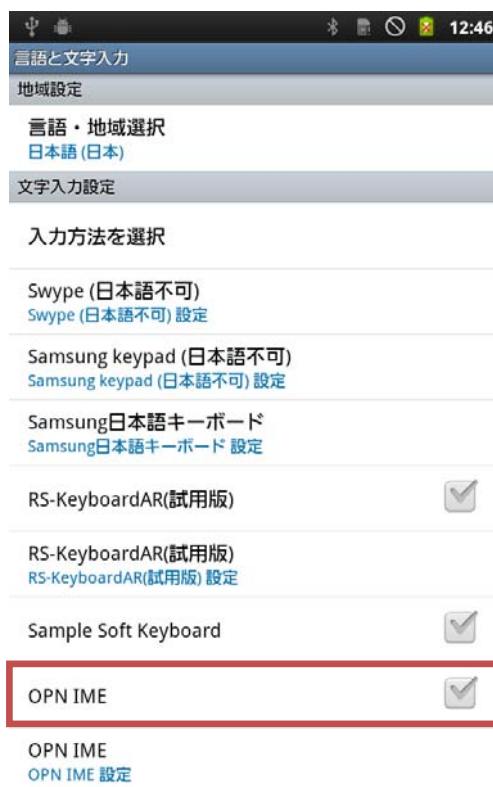 12:46
言語と文字入力
地域設定
言語・地域選択
日本語 (日本)
文字入力設定
入力方法を選択
Swype (日本語不可)
Swype (日本語不可) 設定
Samsung keypad (日本語不可)
Samsung keypad (日本語不可) 設定
Samsung日本語キーボード
Samsung日本語キーボード 設定
RS-KeyboardAR(試用版)
RS-KeyboardAR(試用版)
RS-KeyboardAR(試用版) 設定
Sample Soft Keyboard
OPN IME
OPN IME
OPN IME 設定